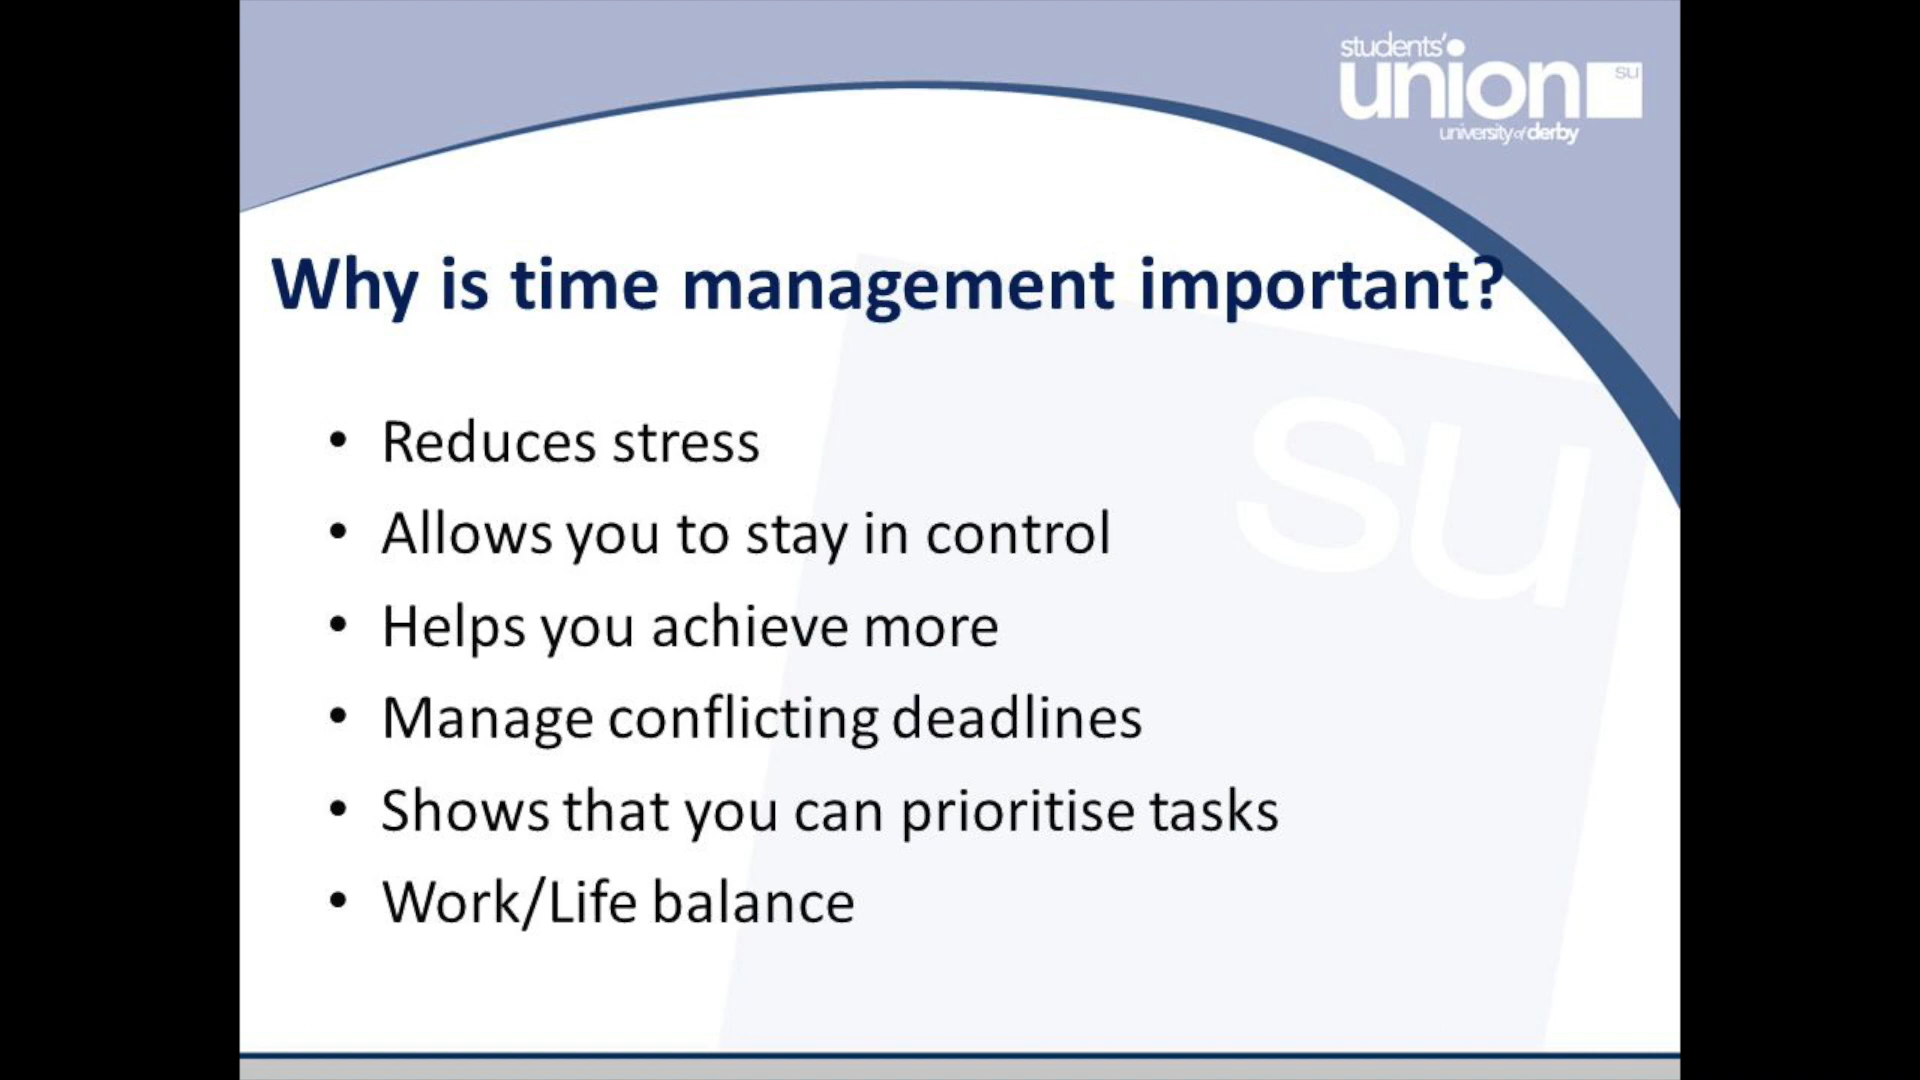 students'
union
SU
university of derby
Why is time management important?
su
• Reduces stress
• Allows you to stay in control
• Helps you achieve more
• Manage conflicting deadlines
• Shows that you can prioritise tasks
• Work/Life balance